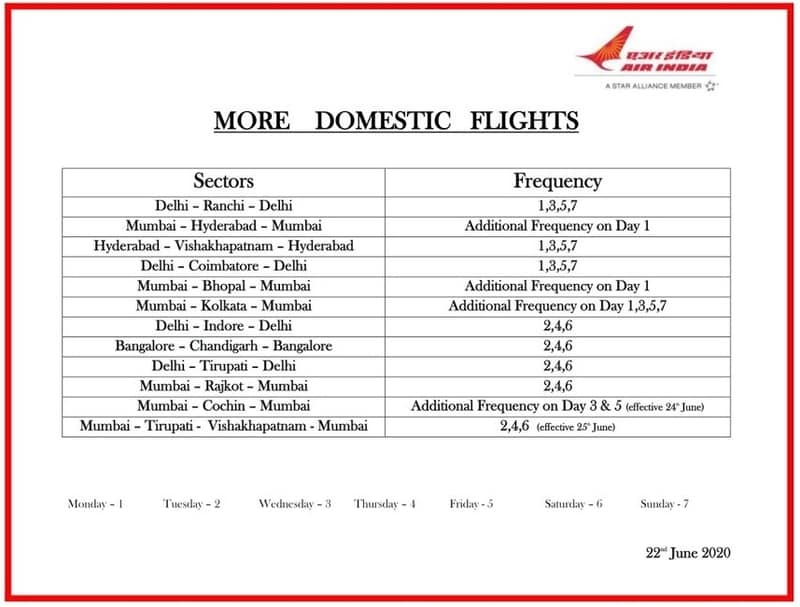 एअर इंडिया
AIR INDIA
A STAR ALLIANCE MEMBER
MORE DOMESTIC FLIGHTS
Sectors Frequency
Delhi – Ranchi – Delhi 1,3,5,7
Mumbai – Hyderabad – Mumbai Additional Frequency on Day 1
Hyderabad – Vishakhapatnam – Hyderabad 1,3,5,7
Delhi – Coimbatore – Delhi 1,3,5,7
Mumbai – Bhopal – Mumbai Additional Frequency on Day 1
Mumbai – Kolkata – Mumbai Additional Frequency on Day 1,3,5,7
Delhi – Indore – Delhi 2,4,6
Bangalore – Chandigarh – Bangalore 2,4,6
Delhi – Tirupati – Delhi 2,4,6
Mumbai – Rajkot – Mumbai 2,4,6
Mumbai – Cochin – Mumbai Additional Frequency on Day 3 & 5 (effective 24th June)
Mumbai – Tirupati - Vishakhapatnam - Mumbai 2,4,6 (effective 25th June)
Monday – 1 Tuesday – 2 Wednesday – 3 Thursday – 4 Friday - 5 Saturday – 6 Sunday - 7
22nd June 2020